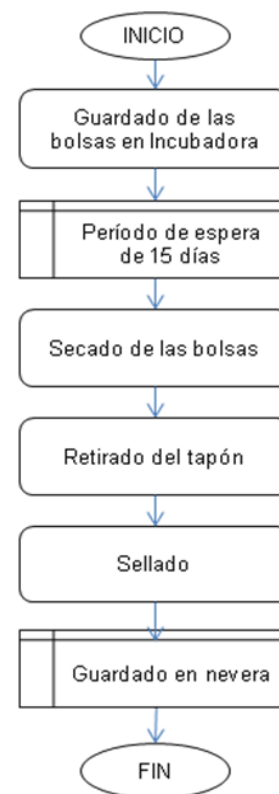 INICIO
Guardado de las
bolsas en Incubadora
Período de espera
de 15 días
Secado de las bolsas
Retirado del tapón
Sellado
Guardado en nevera
FIN